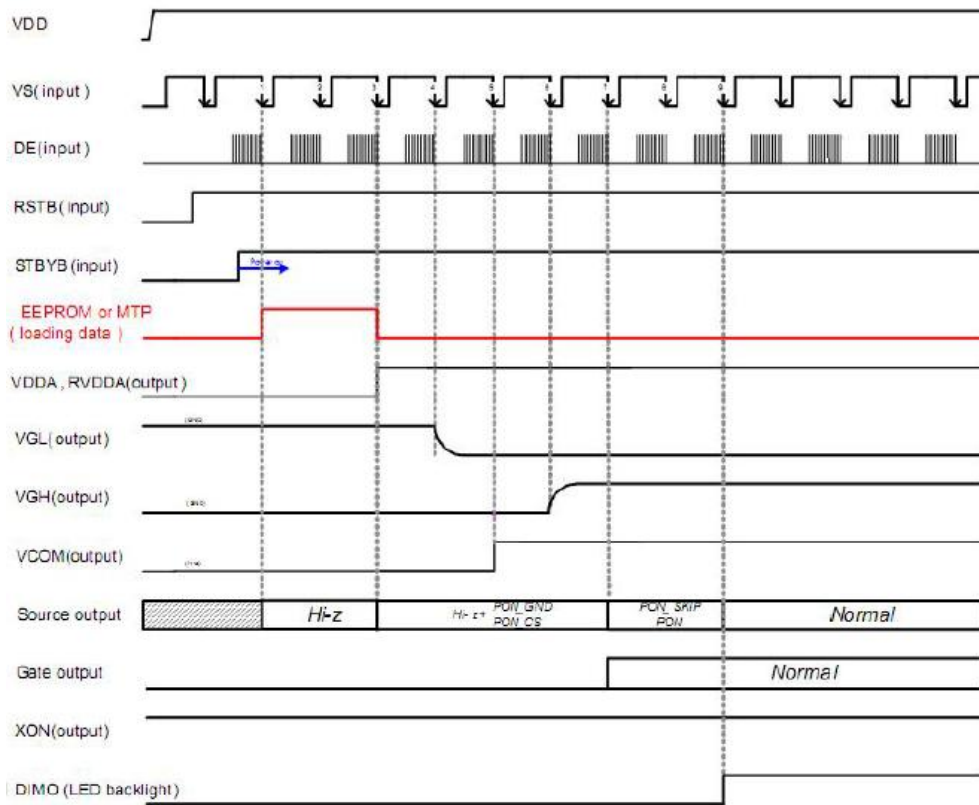 VDD
VS(input)
1 2 3 4 5 6 7 8 9
DE(input)
RSTB(input)
STBYB(input)
EEPROM or MTP
(loading data)
VDDA, RVDDA(output)
VGL(output)
VGH(output)
VCOM(output)
Source output
Hi-z
Hi-z+ PON_GND
PON_CS
PON_SKIP
PON
Normal
Gate output
Normal
XON(output)
DIMO (LED backlight)